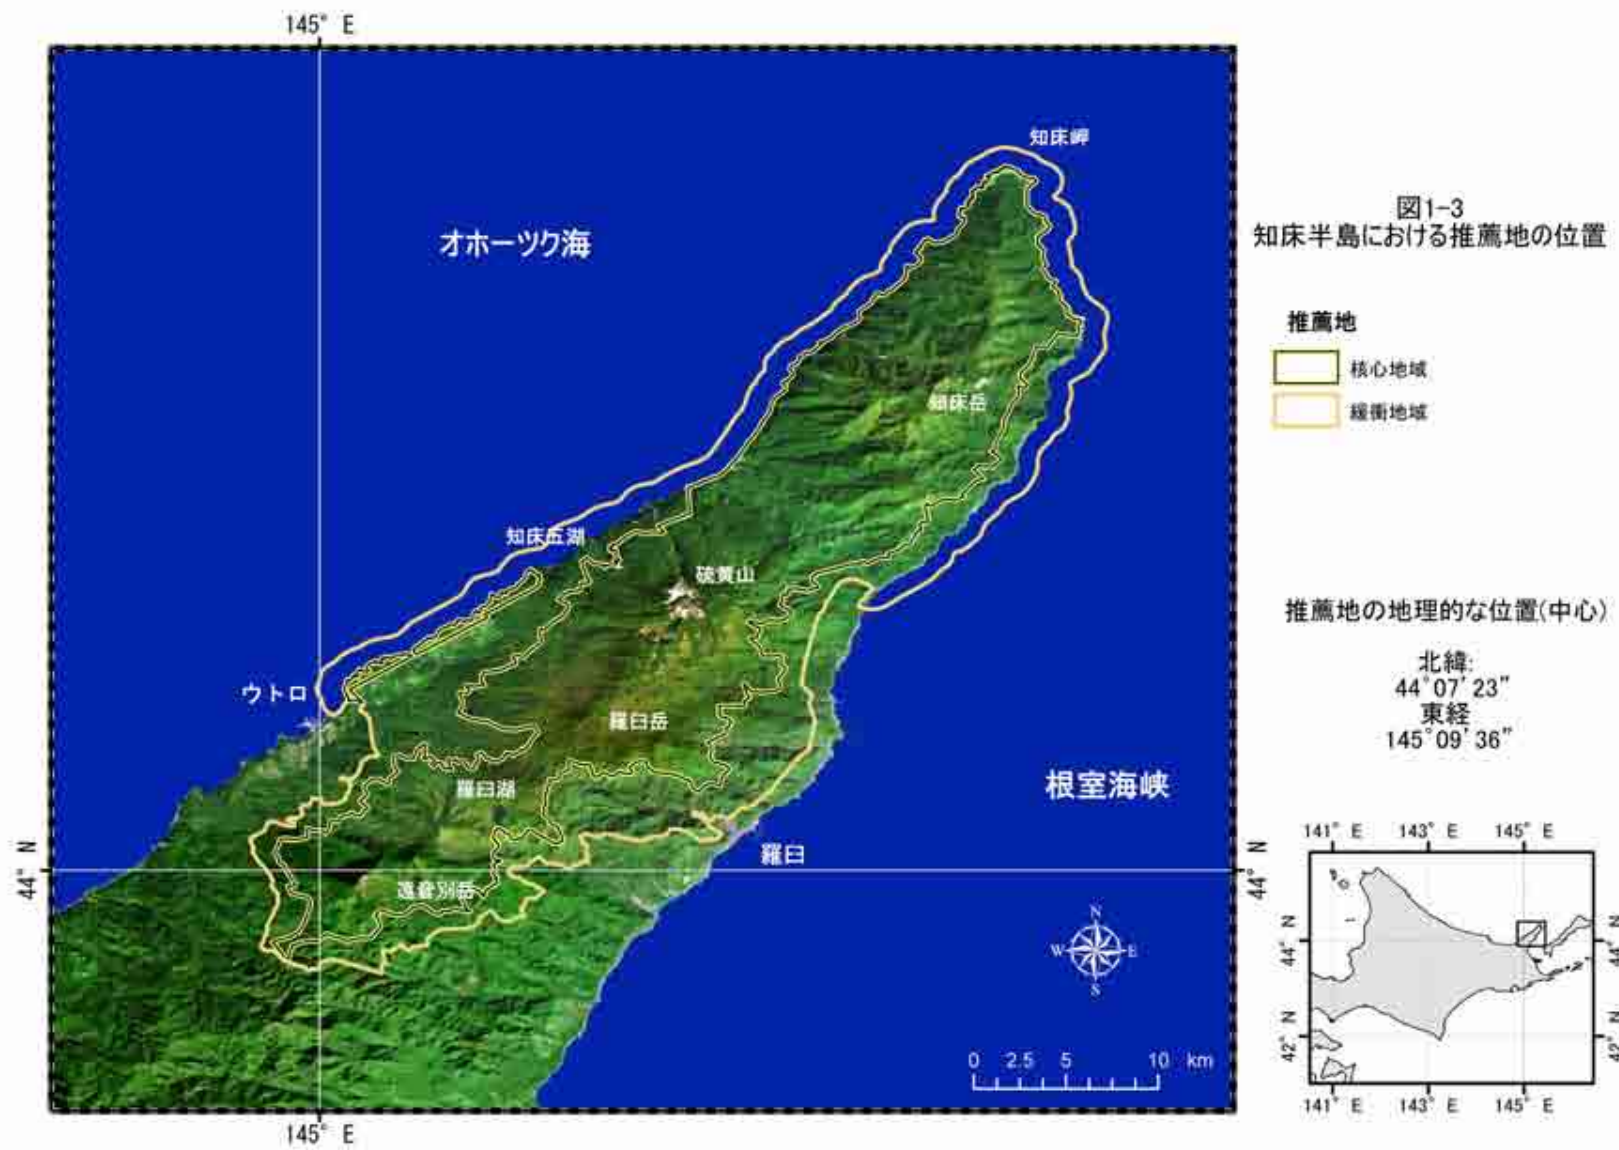 145° E
知床岬
オホーツク海
知床岳
知床五湖
硫黄山
ウトロ
羅臼岳
羅臼湖
根室海峡
羅臼
44° N
44° N
遠音別岳
N
W
E
S
0 2.5 5 10 km
145° E
図1-3
知床半島における推薦地の位置
推薦地
核心地域
緩衝地域
推薦地の地理的な位置(中心)
北緯:
44°07'23"
東経
145°09'36"
141° E 143° E 145° E
44° N
44° N
42° N
42° N
141° E 143° E 145° E